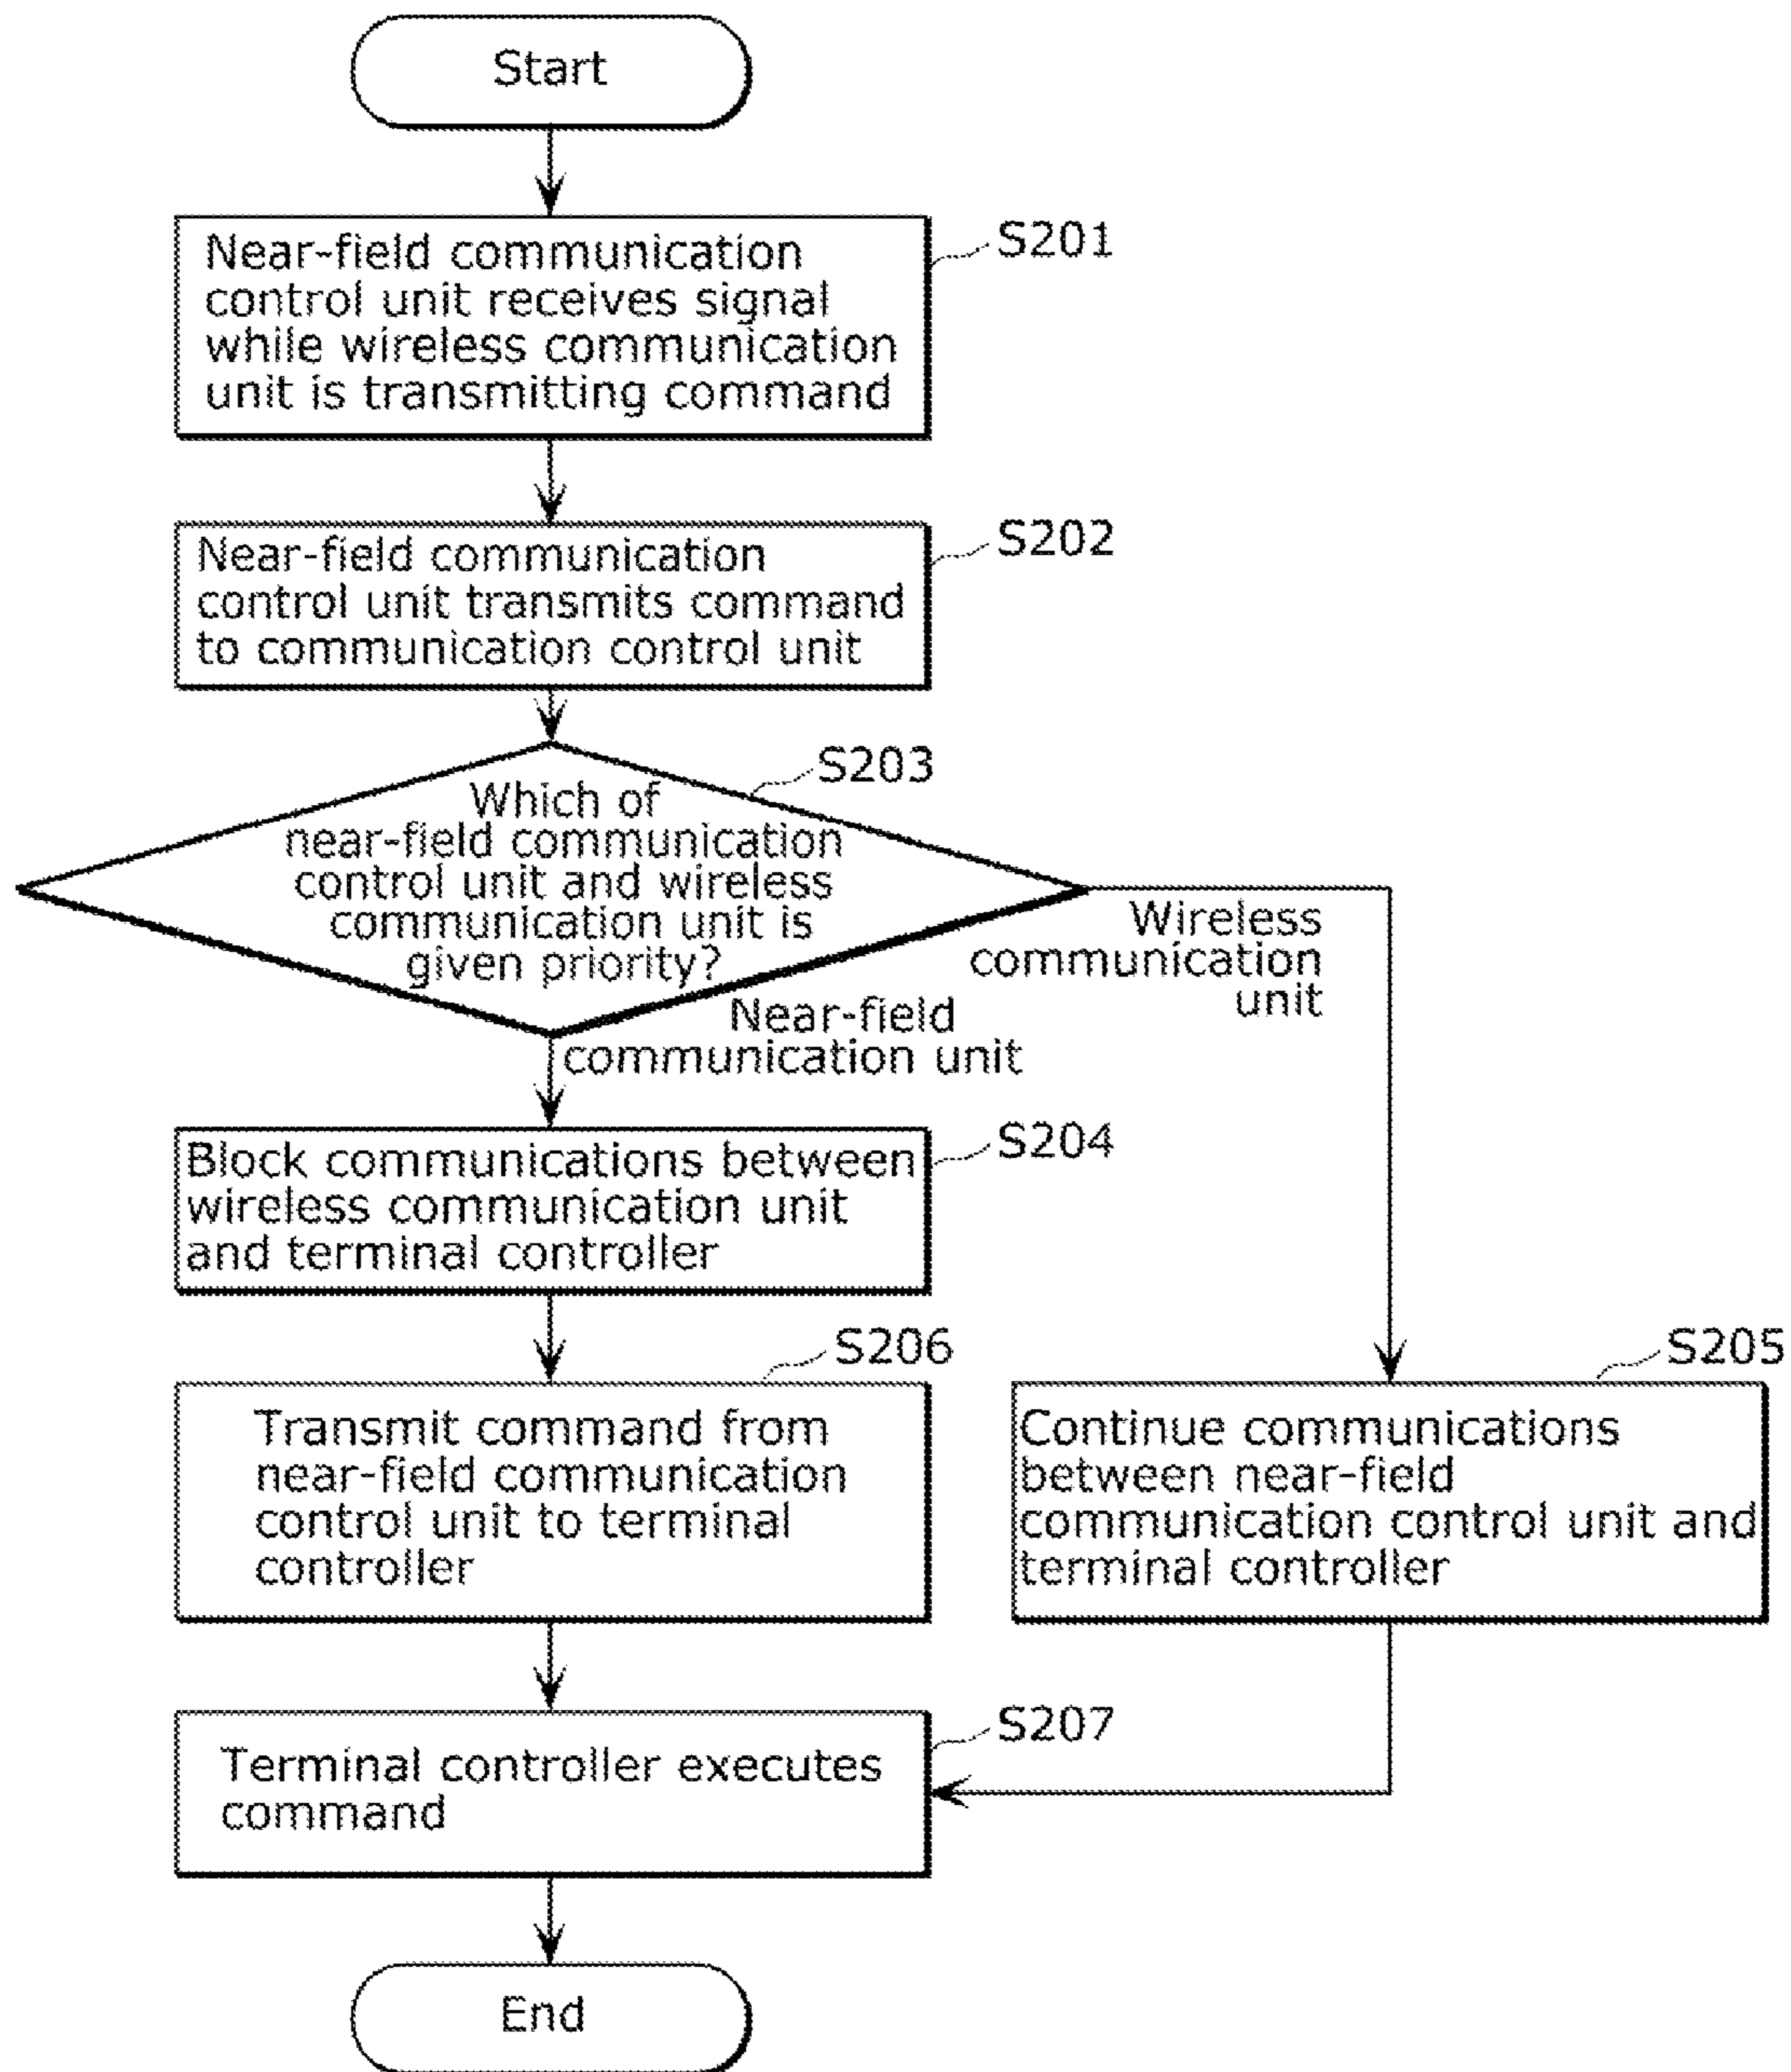 Start
S201
Near-field communication
control unit receives signal
while wireless communication
unit is transmitting command
S202
Near-field communication
control unit transmits command
to communication control unit
S203
Which of
near-field communication
control unit and wireless
communication unit is
given priority?
Wireless
communication
unit
Near-field
communication unit
S204
Block communications between
wireless communication unit
and terminal controller
S206
Transmit command from
near-field communication
control unit to terminal
controller
S205
Continue communications
between near-field
communication control unit and
terminal controller
S207
Terminal controller executes
command
End